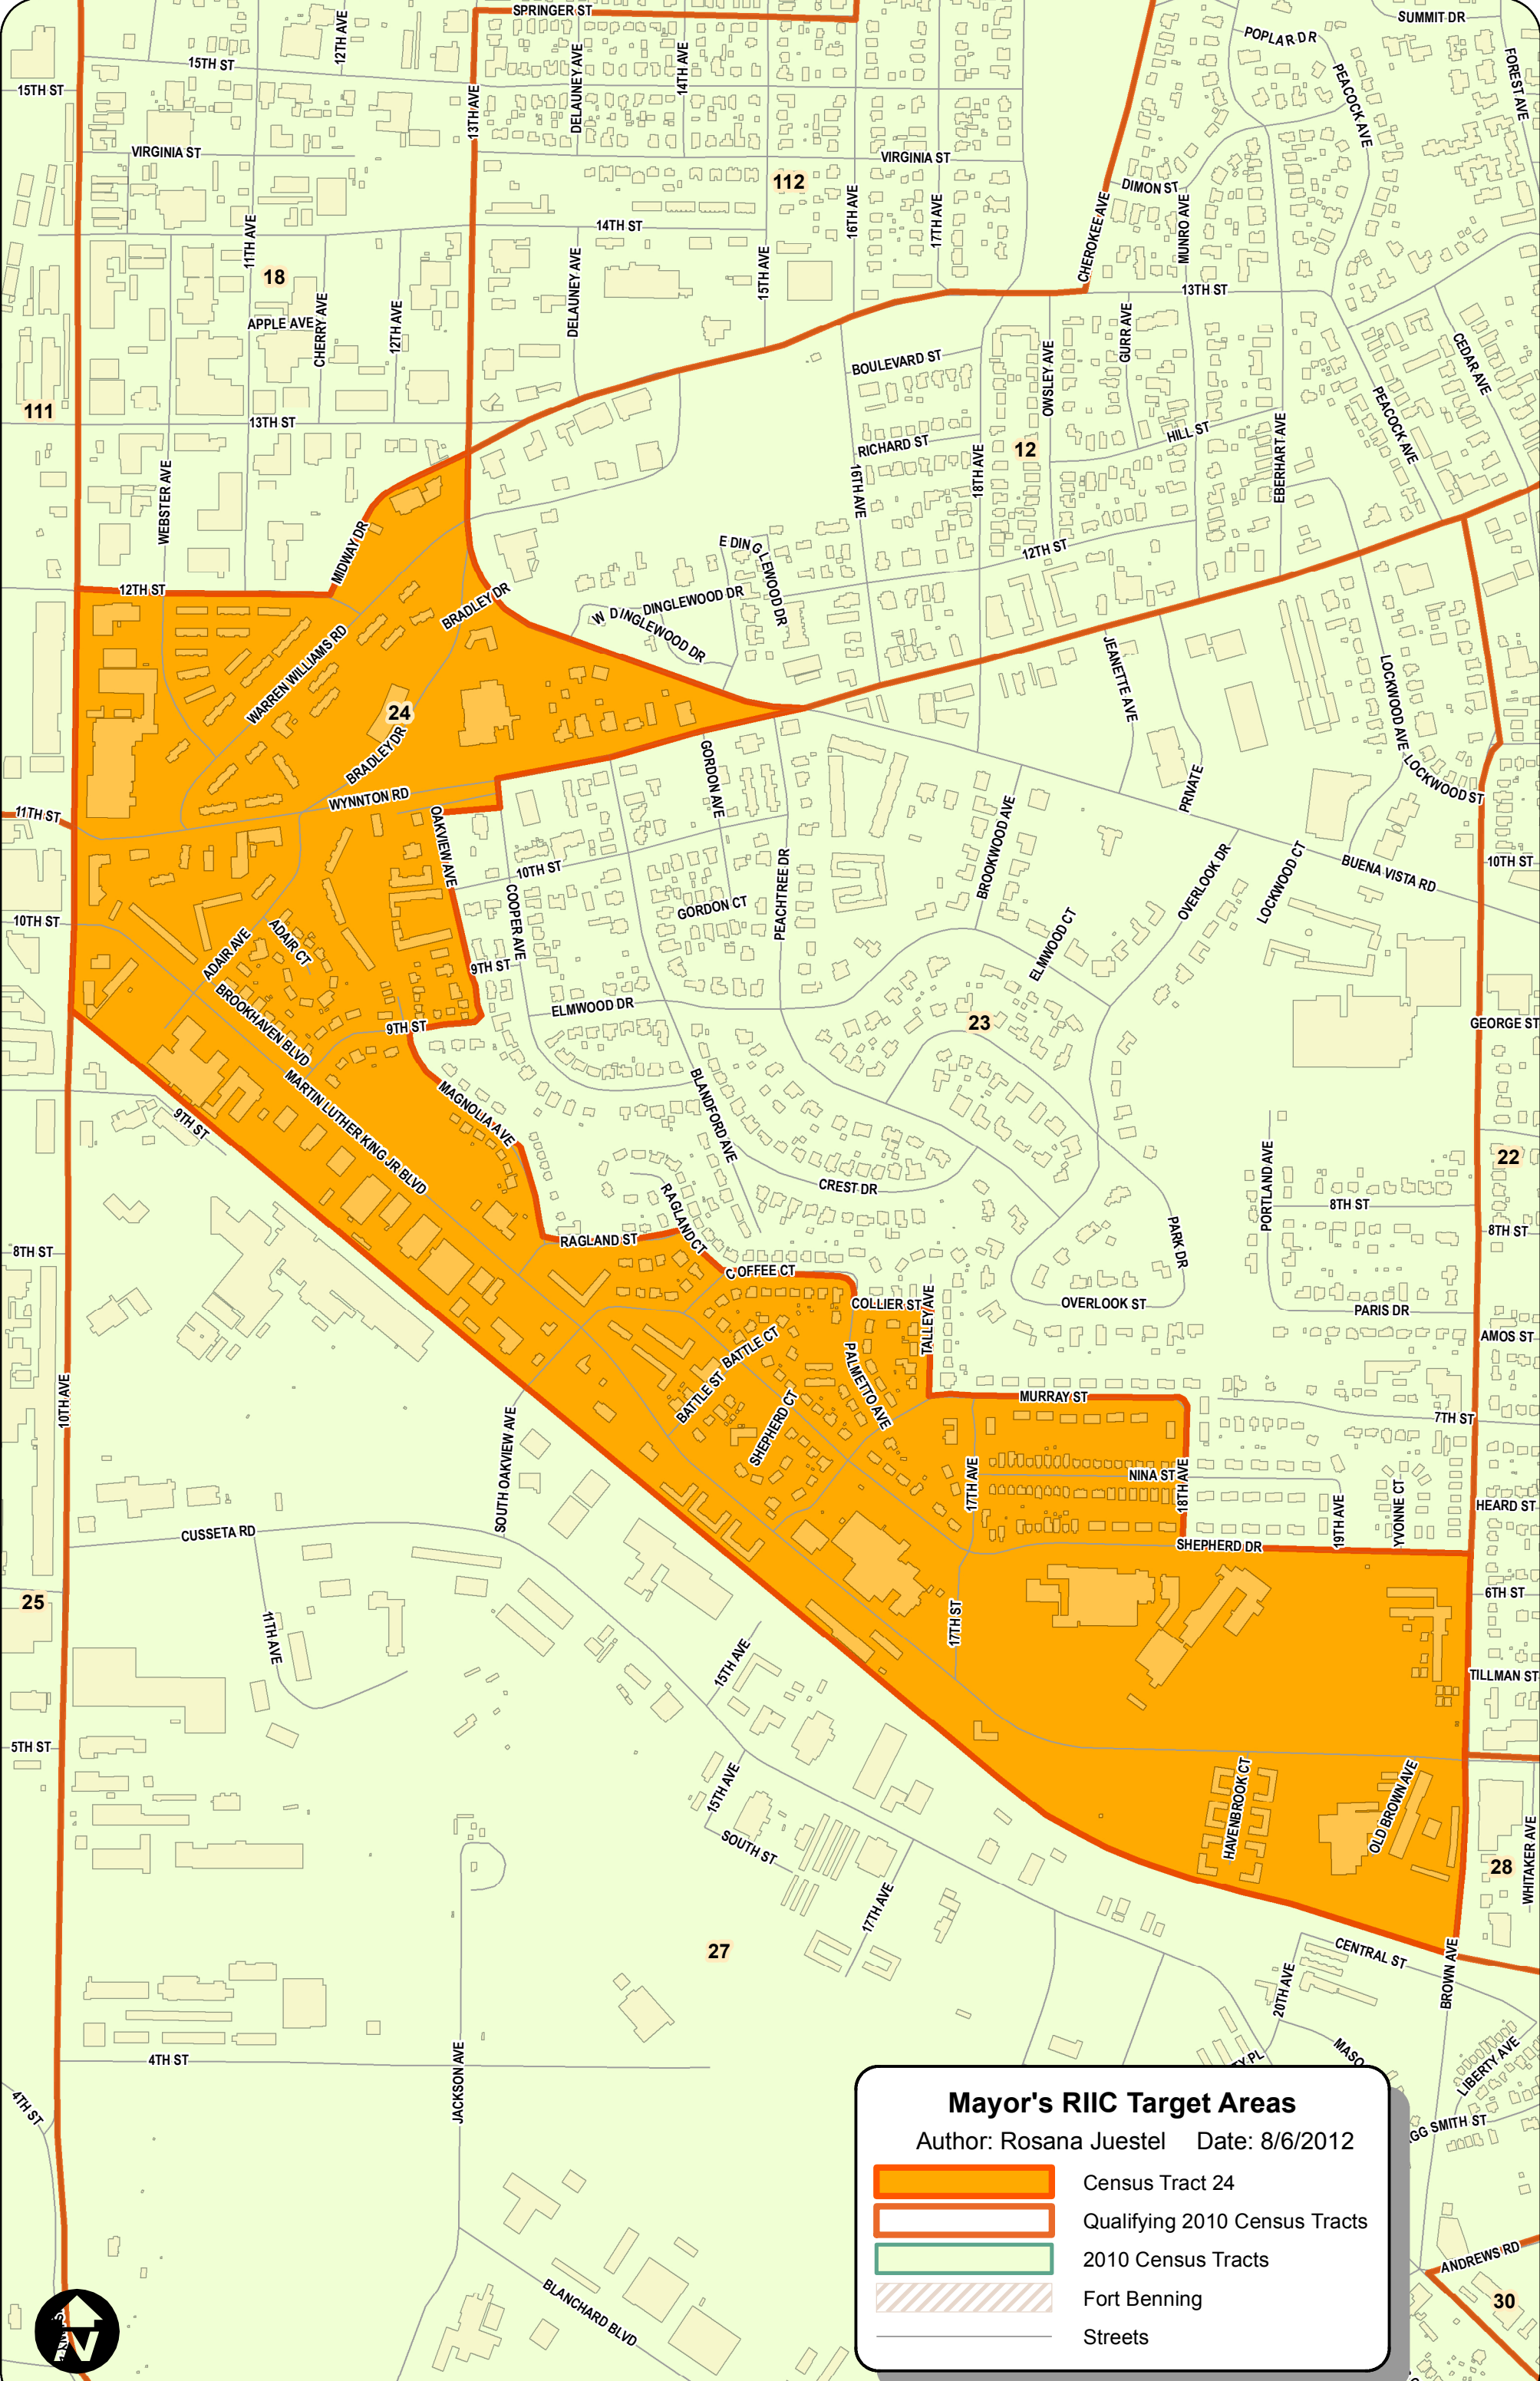 SPRINGER ST
SUMMIT DR
POPLAR DR
12TH AVE
15TH ST
15TH ST
DELAUNEY AVE
14TH AVE
PEACOCK AVE
FOREST AVE
13TH AVE
VIRGINIA ST
VIRGINIA ST
112
DIMON ST
16TH AVE
17TH AVE
MUNRO AVE
CHEROKEE AVE
11TH AVE
14TH ST
18
DELAUNEY AVE
15TH AVE
13TH ST
APPLE AVE
CHERRY AVE
12TH AVE
GURR AVE
OWSLEY AVE
BOULEVARD ST
CEDAR AVE
111
13TH ST
PEACOCK AVE
RICHARD ST
12
HILL ST
EBERHART AVE
WEBSTER AVE
16TH AVE
18TH AVE
MIDWAY DR
12TH ST
E DINGLEWOOD DR
12TH ST
BRADLEY DR
DINGLEWOOD DR
W DINGLEWOOD DR
WARREN WILLIAMS RD
JEANETTE AVE
LOCKWOOD AVE
24
BRADLEY DR
GORDON AVE
PRIVATE
LOCKWOOD ST
WYNNTON RD
11TH ST
OAKVIEW AVE
BROOKWOOD AVE
10TH ST
PEACHTREE DR
OVERLOOK DR
LOCKWOOD CT
BUENA VISTA RD
10TH ST
10TH ST
COOPER AVE
GORDON CT
ADAIR AVE
ADAIR CT
9TH ST
ELMWOOD CT
BROOKHAVEN BLVD
ELMWOOD DR
9TH ST
23
GEORGE ST
MARTIN LUTHER KING JR BLVD
MAGNOLIA AVE
BLANDFORD AVE
9TH ST
PORTLAND AVE
22
CREST DR
RAGLAND CT
8TH ST
8TH ST
PARK DR
8TH ST
RAGLAND ST
COFFEE CT
COLLIER ST
TALLEY AVE
OVERLOOK ST
PARIS DR
AMOS ST
BATTLE CT
PALMETTO AVE
10TH AVE
BATTLE ST
SHEPHERD CT
MURRAY ST
7TH ST
SOUTH OAKVIEW AVE
17TH AVE
NINA ST
18TH AVE
19TH AVE
YVONNE CT
HEARD ST
CUSSETA RD
SHEPHERD DR
25
11TH AVE
17TH ST
6TH ST
15TH AVE
TILLMAN ST
5TH ST
15TH AVE
HAVENBROOK CT
OLD BROWN AVE
SOUTH ST
WHITAKER AVE
28
17TH AVE
27
CENTRAL ST
BROWN AVE
20TH AVE
4TH ST
TY PL
MASO
LIBERTY AVE
4TH ST
JACKSON AVE
GG SMITH ST
Mayor's RIIC Target Areas
Author: Rosana Juestel Date: 8/6/2012
Census Tract 24
Qualifying 2010 Census Tracts
2010 Census Tracts
Fort Benning
Streets
ANDREWS RD
30
BLANCHARD BLVD
N